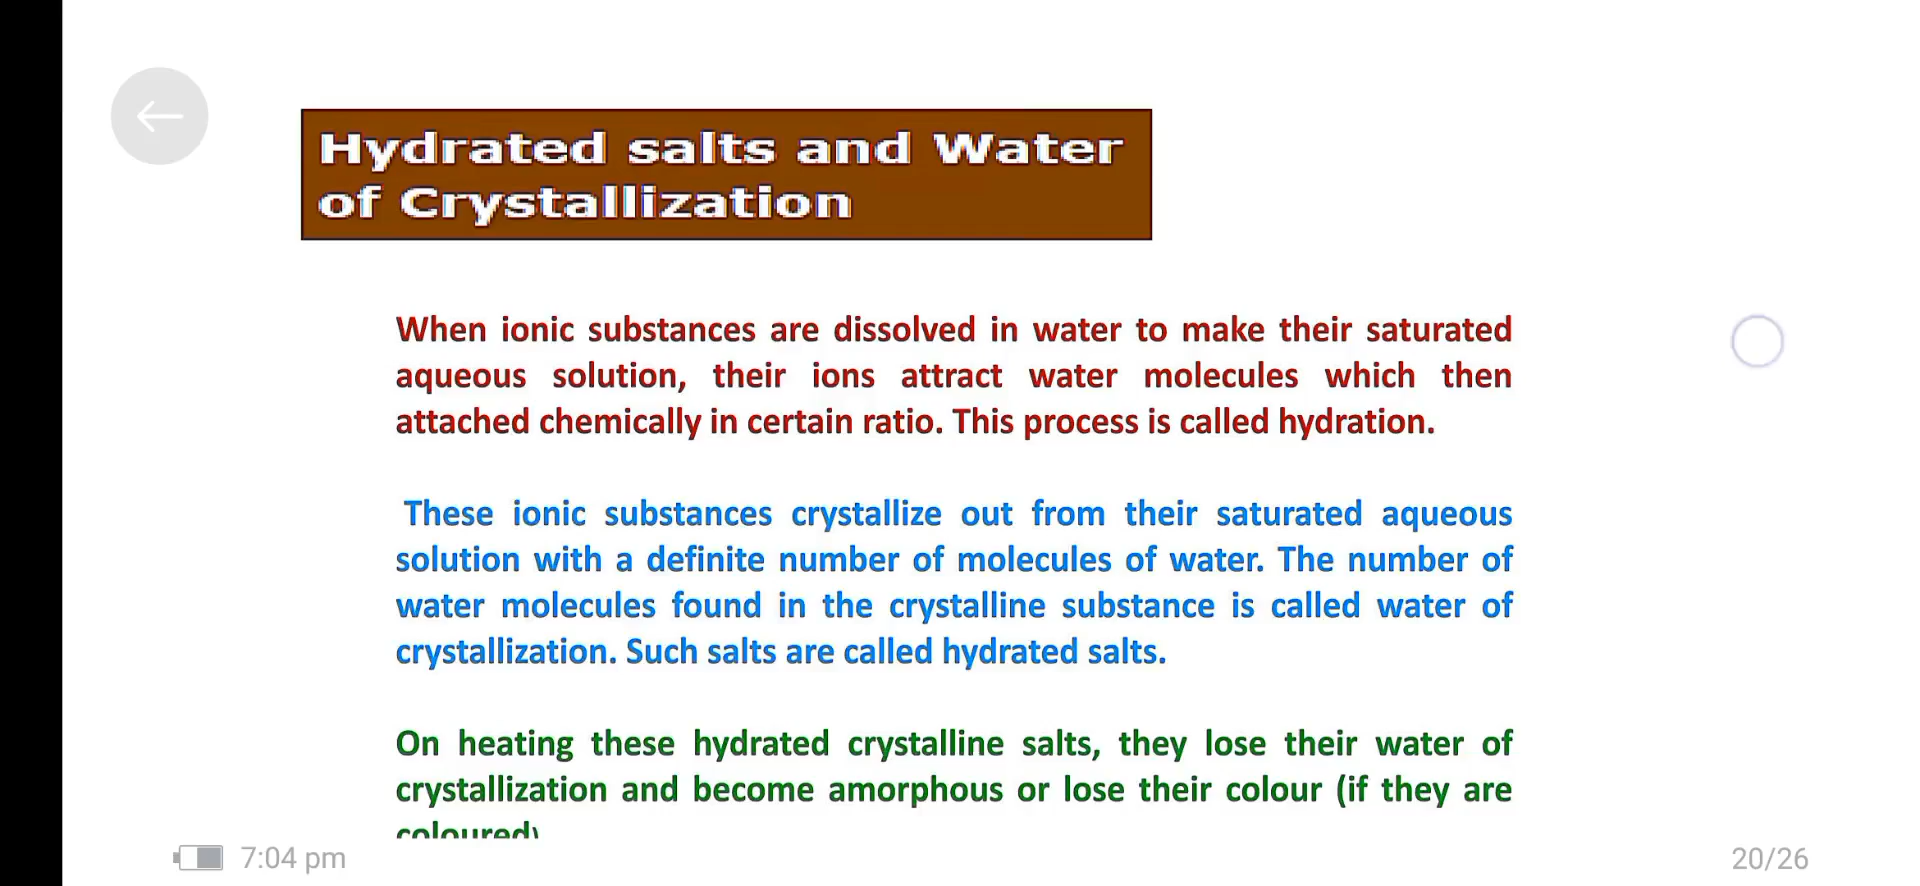 Hydrated salts and Water
of Crystallization
When ionic substances are dissolved in water to make their saturated
aqueous solution, their ions attract water molecules which then
attached chemically in certain ratio. This process is called hydration.
These ionic substances crystallize out from their saturated aqueous
solution with a definite number of molecules of water. The number of
water molecules found in the crystalline substance is called water of
crystallization. Such salts are called hydrated salts.
On heating these hydrated crystalline salts, they lose their water of
crystallization and become amorphous or lose their colour (if they are
coloured)
7:04 pm
20/26